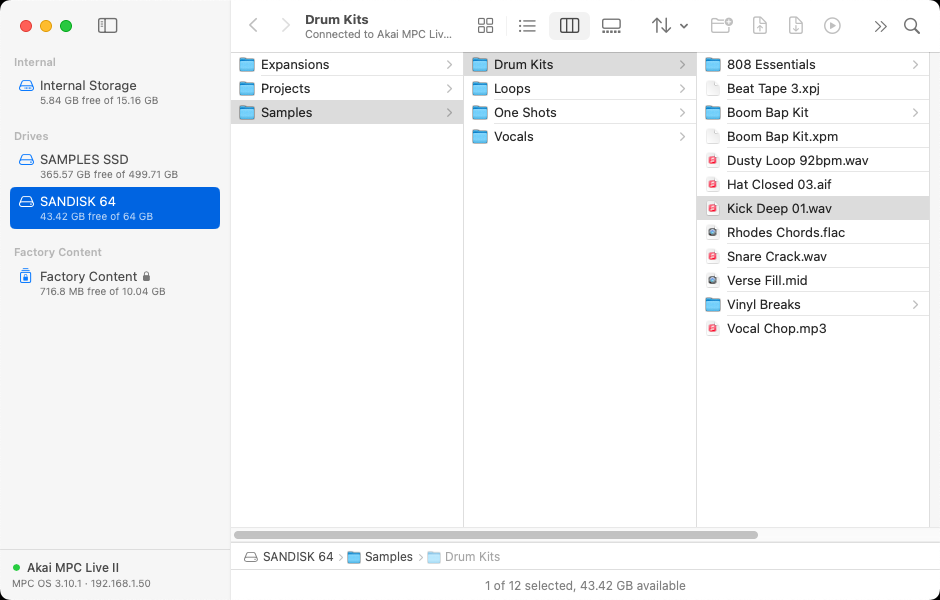 Drum Kits
Connected to Akai MPC Liv...
Internal
Internal Storage
5.84 GB free of 15.16 GB
Drives
SAMPLES SSD
365.57 GB free of 499.71 GB
SANDISK 64
43.42 GB free of 64 GB
Factory Content
Factory Content
716.8 MB free of 10.04 GB
Akai MPC Live II
MPC OS 3.10.1 · 192.168.1.50
Expansions
Projects
Samples
Drum Kits
Loops
One Shots
Vocals
808 Essentials
Beat Tape 3.xpj
Boom Bap Kit
Boom Bap Kit.xpm
Dusty Loop 92bpm.wav
Hat Closed 03.aif
Kick Deep 01.wav
Rhodes Chords.flac
Snare Crack.wav
Verse Fill.mid
Vinyl Breaks
Vocal Chop.mp3
SANDISK 64 › Samples › Drum Kits
1 of 12 selected, 43.42 GB available